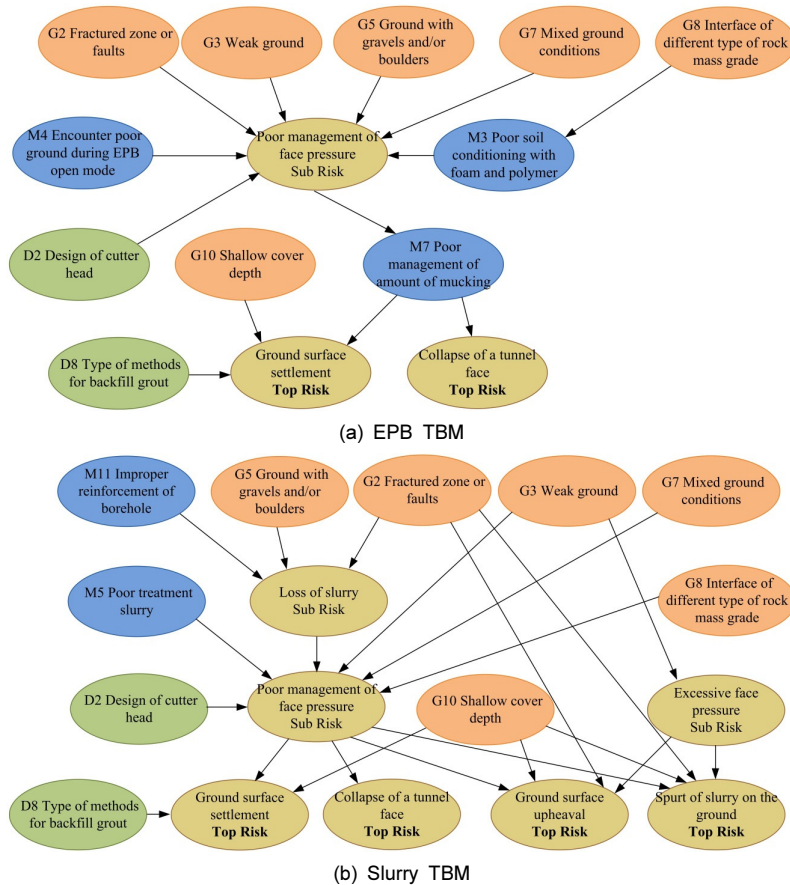 G2 Fractured zone or
faults
G3 Weak ground
G5 Ground with
gravels and/or
boulders
G7 Mixed ground
conditions
G8 Interface of
different type of rock
mass grade
M4 Encounter poor
ground during EPB
open mode
Poor management of
face pressure
Sub Risk
M3 Poor soil
conditioning with
foam and polymer
D2 Design of cutter
head
G10 Shallow cover
depth
M7 Poor
management of
amount of mucking
D8 Type of methods
for backfill grout
Ground surface
settlement
Top Risk
Collapse of a tunnel
face
Top Risk
(a) EPB TBM
M11 Improper
reinforcement of
borehole
G5 Ground with
gravels and/or
boulders
G2 Fractured zone or
faults
G3 Weak ground
G7 Mixed ground
conditions
M5 Poor treatment
slurry
Loss of slurry
Sub Risk
G8 Interface of
different type of rock
mass grade
D2 Design of cutter
head
Poor management of
face pressure
Sub Risk
G10 Shallow cover
depth
Excessive face
pressure
Sub Risk
D8 Type of methods
for backfill grout
Ground surface
settlement
Top Risk
Collapse of a tunnel
face
Top Risk
Ground surface
upheaval
Top Risk
Spurt of slurry on the
ground
Top Risk
(b) Slurry TBM